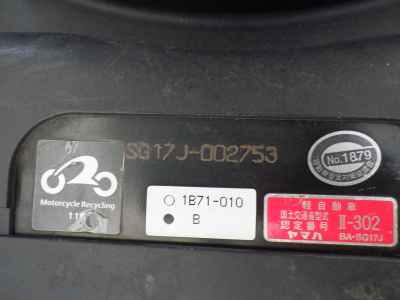 SG17J-002753
67
Motorcycle Recycling
No.1879
1B71-010
B
軽自動車
国土交通省型式
認定番号
II-302
ヤマハ
BA-SG17J